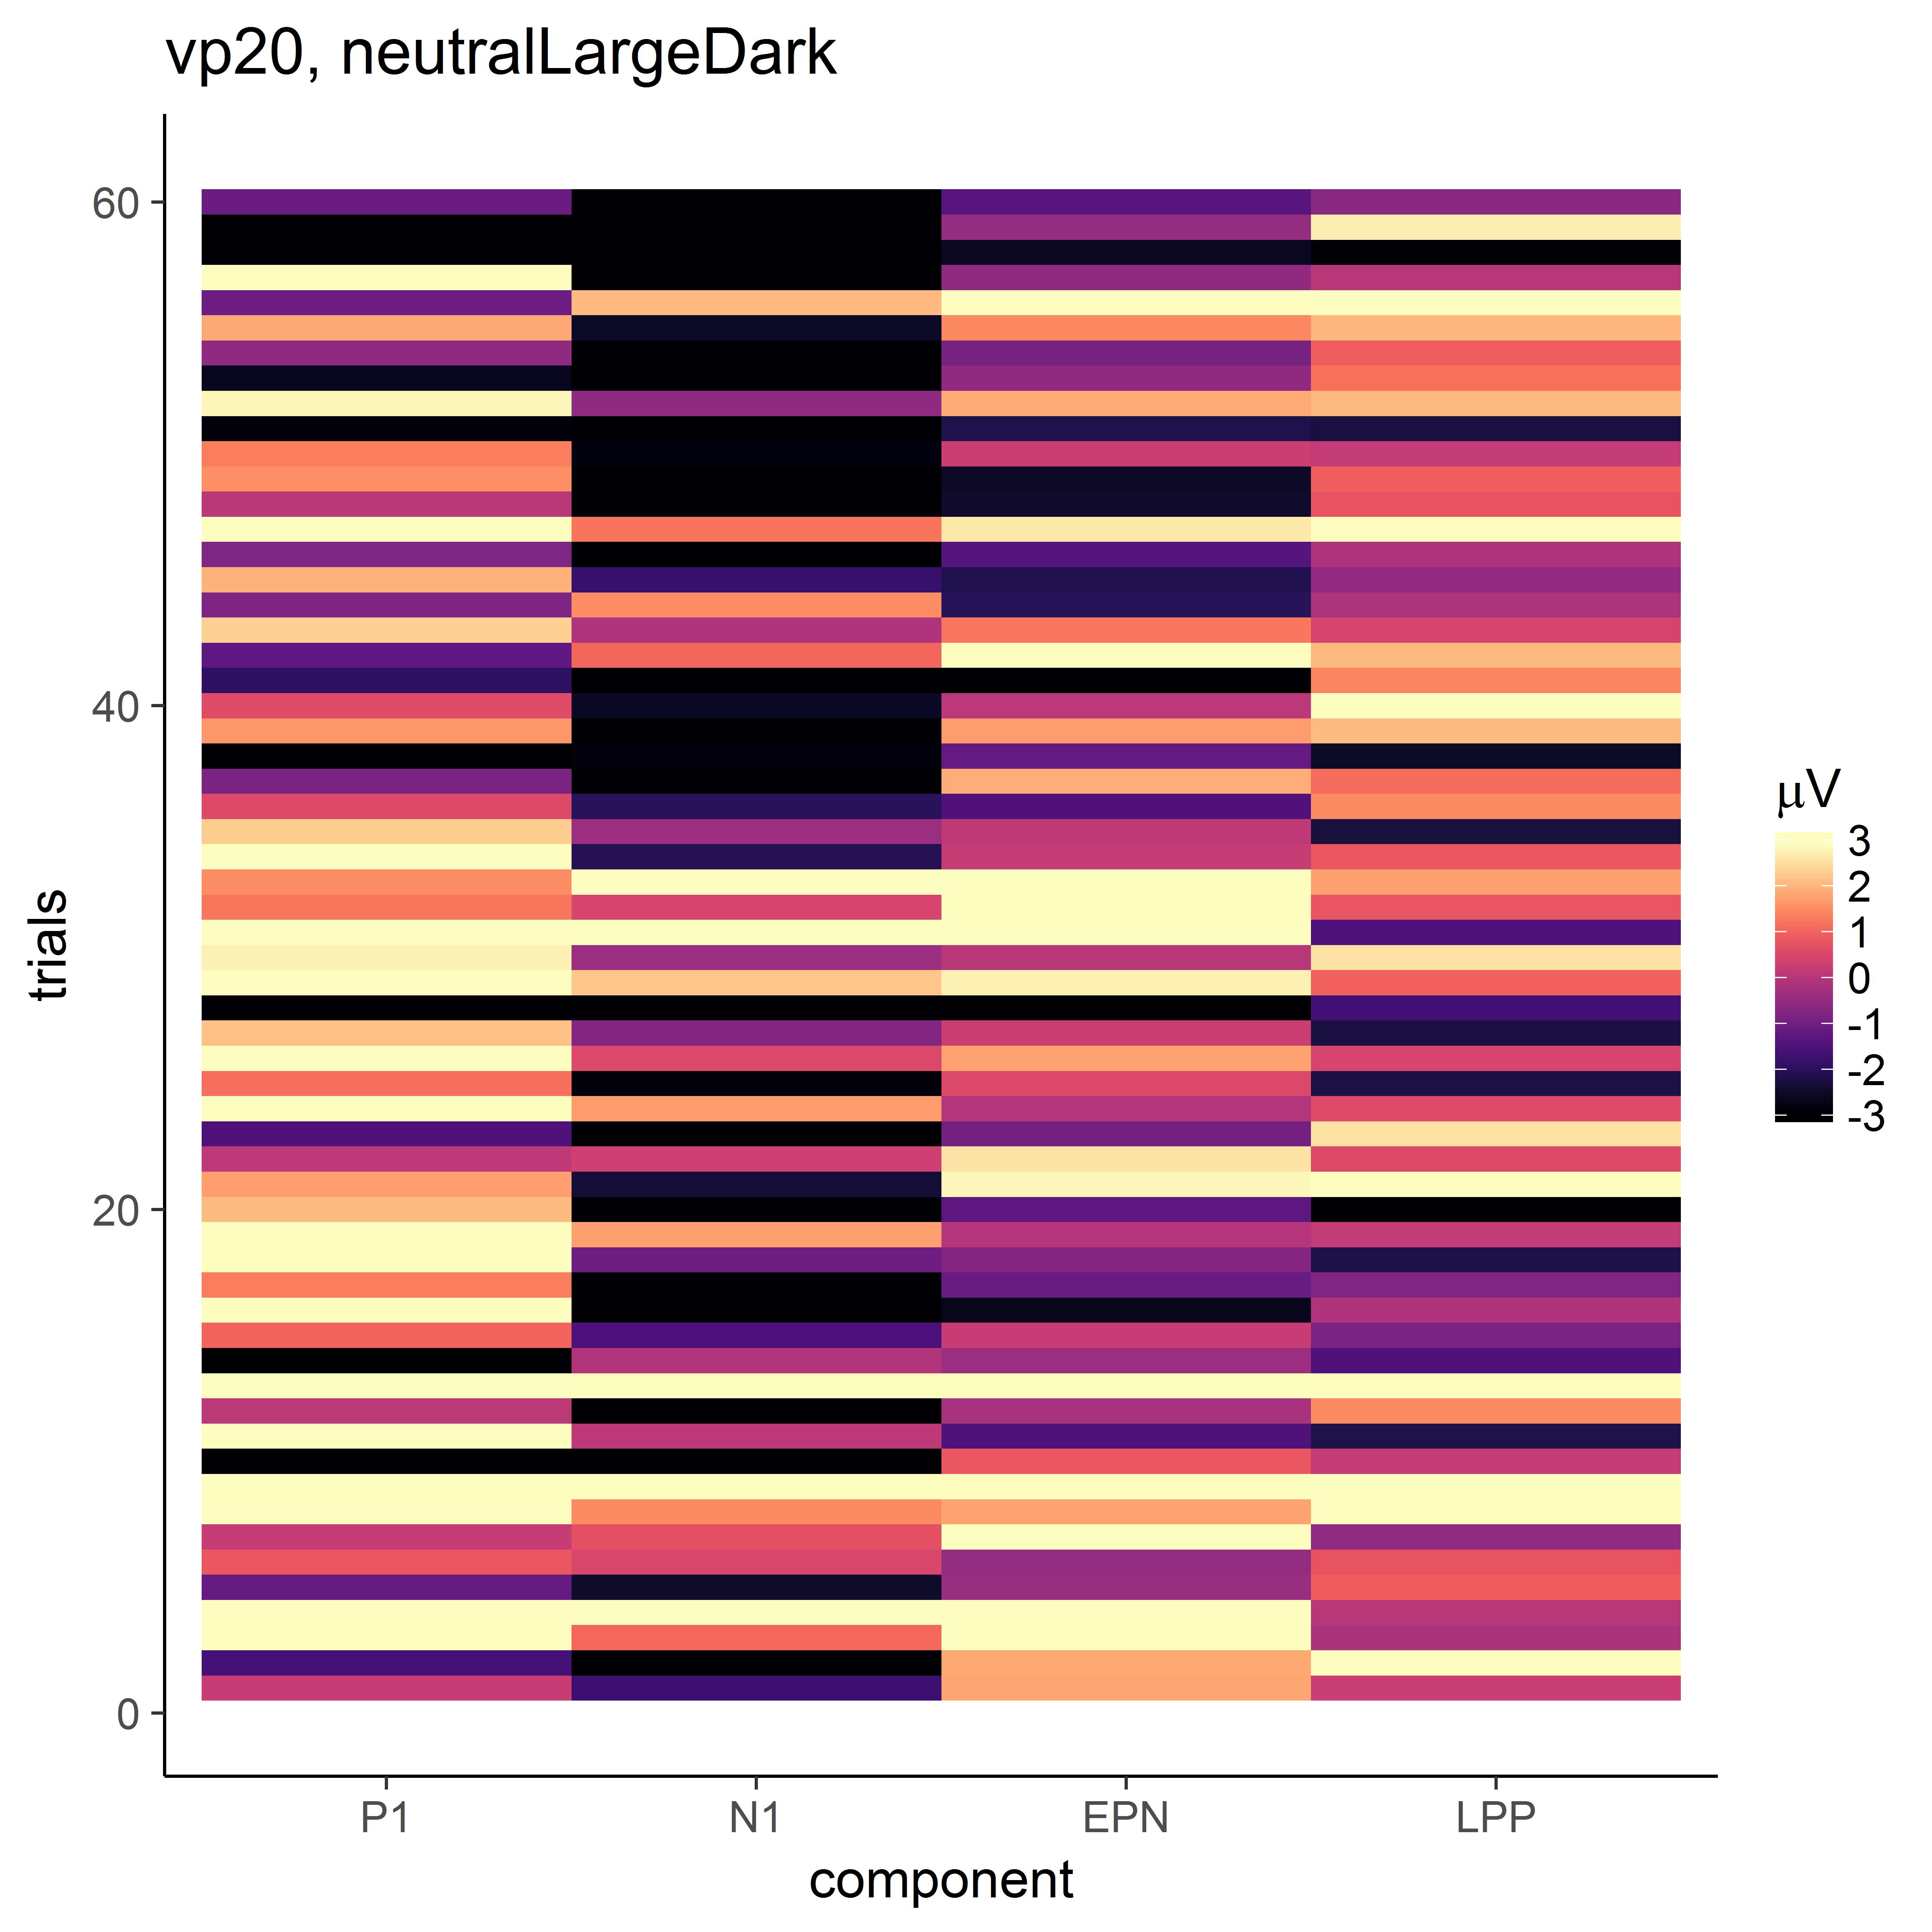 vp20, neutralLargeDark
60
40
20
0
trials
P1 N1 EPN LPP
component
μV
3
2
1
0
-1
-2
-3